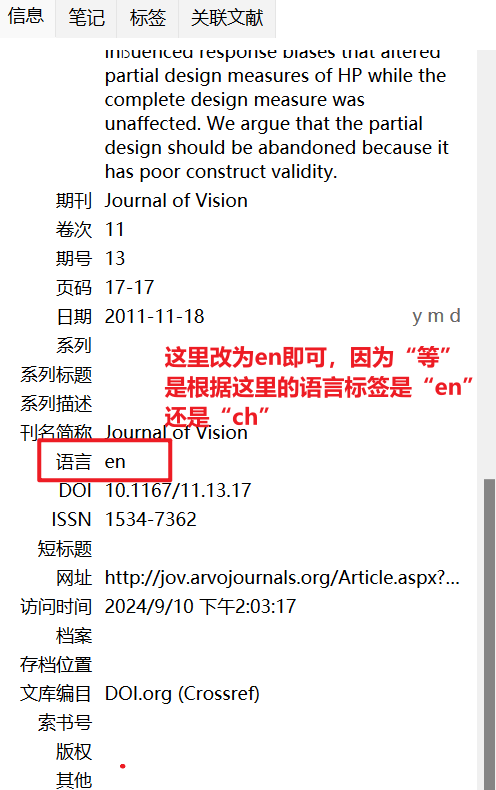 信息 笔记 标签 关联文献
influenced response biases that altered
partial design measures of HP while the
complete design measure was
unaffected. We argue that the partial
design should be abandoned because it
has poor construct validity.
期刊 Journal of Vision
卷次 11
期号 13
页码 17-17
日期 2011-11-18 y m d
系列
系列标题
系列描述
这里改为en即可，因为“等”
是根据这里的语言标签是“en”
还是“ch”
刊名简称 Journal of Vision
语言 en
DOI 10.1167/11.13.17
ISSN 1534-7362
短标题
网址 http://jov.arvojournals.org/Article.aspx?...
访问时间 2024/9/10 下午2:03:17
档案
存档位置
文库编目 DOI.org (Crossref)
索书号
版权
其他